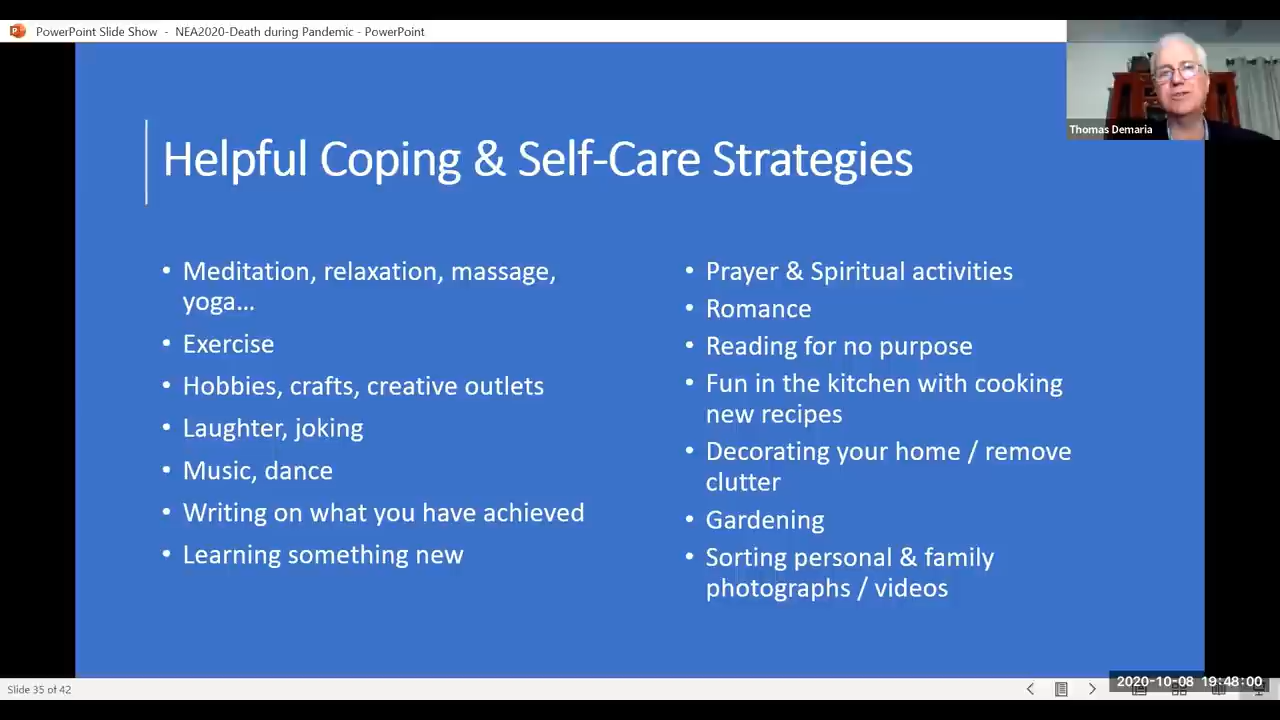 PowerPoint Slide Show - NEA2020-Death during Pandemic - PowerPoint
Thomas Demaria
Helpful Coping & Self-Care Strategies
• Meditation, relaxation, massage,
yoga...
• Exercise
• Hobbies, crafts, creative outlets
• Laughter, joking
• Music, dance
• Writing on what you have achieved
• Learning something new
• Prayer & Spiritual activities
• Romance
• Reading for no purpose
• Fun in the kitchen with cooking
new recipes
• Decorating your home / remove
clutter
• Gardening
• Sorting personal & family
photographs / videos
Slide 35 of 42
2020-10-08 19:48:00